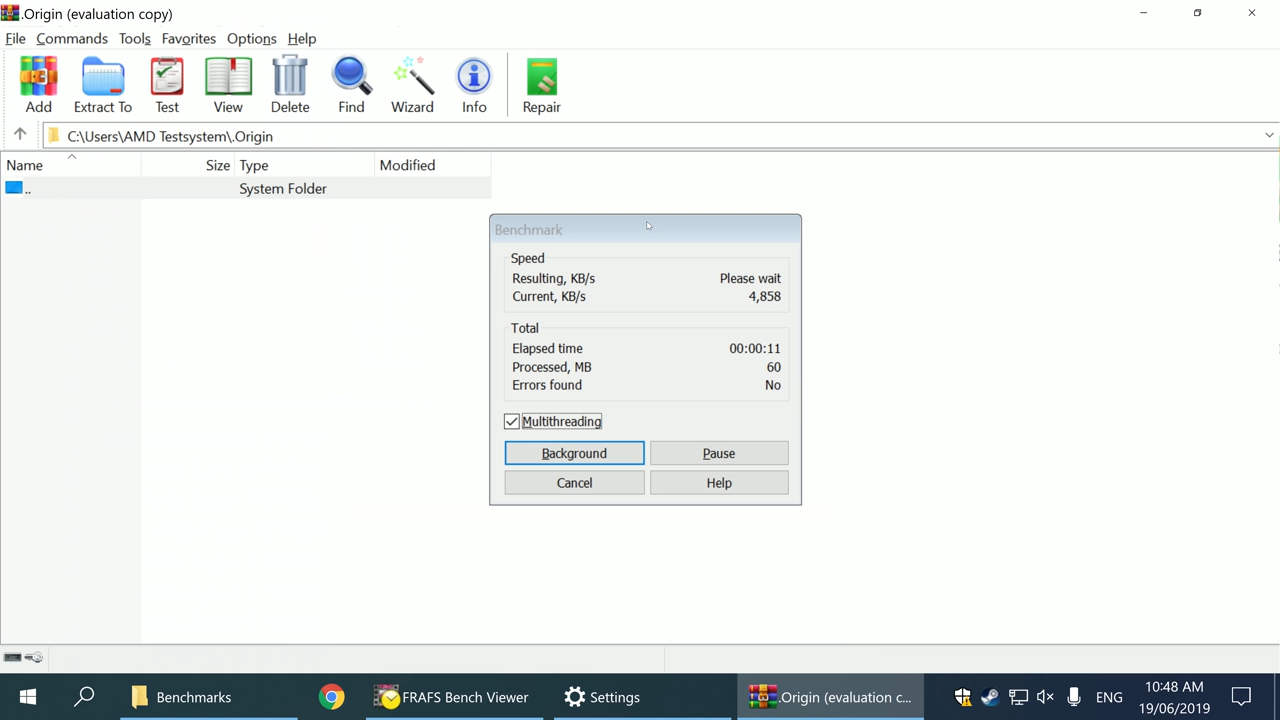 .Origin (evaluation copy)
File Commands Tools Favorites Options Help
Add Extract To Test View Delete Find Wizard Info Repair
C:\Users\AMD Testsystem\.Origin
Name Size Type Modified
.. System Folder
Benchmark
Speed
Resulting, KB/s Please wait
Current, KB/s 4,858
Total
Elapsed time 00:00:11
Processed, MB 60
Errors found No
Multithreading
Background Pause
Cancel Help
Benchmarks FRAFS Bench Viewer Settings .Origin (evaluation c... ENG 10:48 AM
19/06/2019